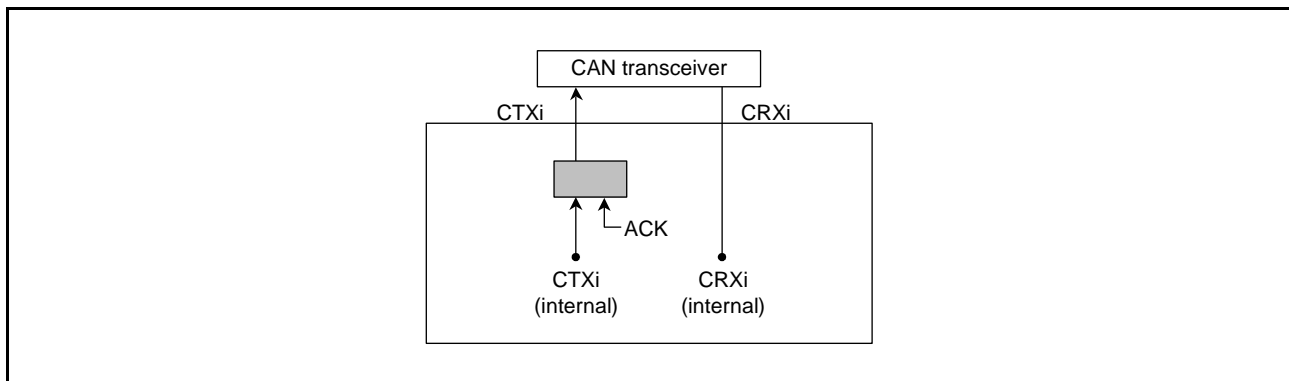 CAN transceiver
CTXi
CRXi
ACK
CTXi
(internal)
CRXi
(internal)